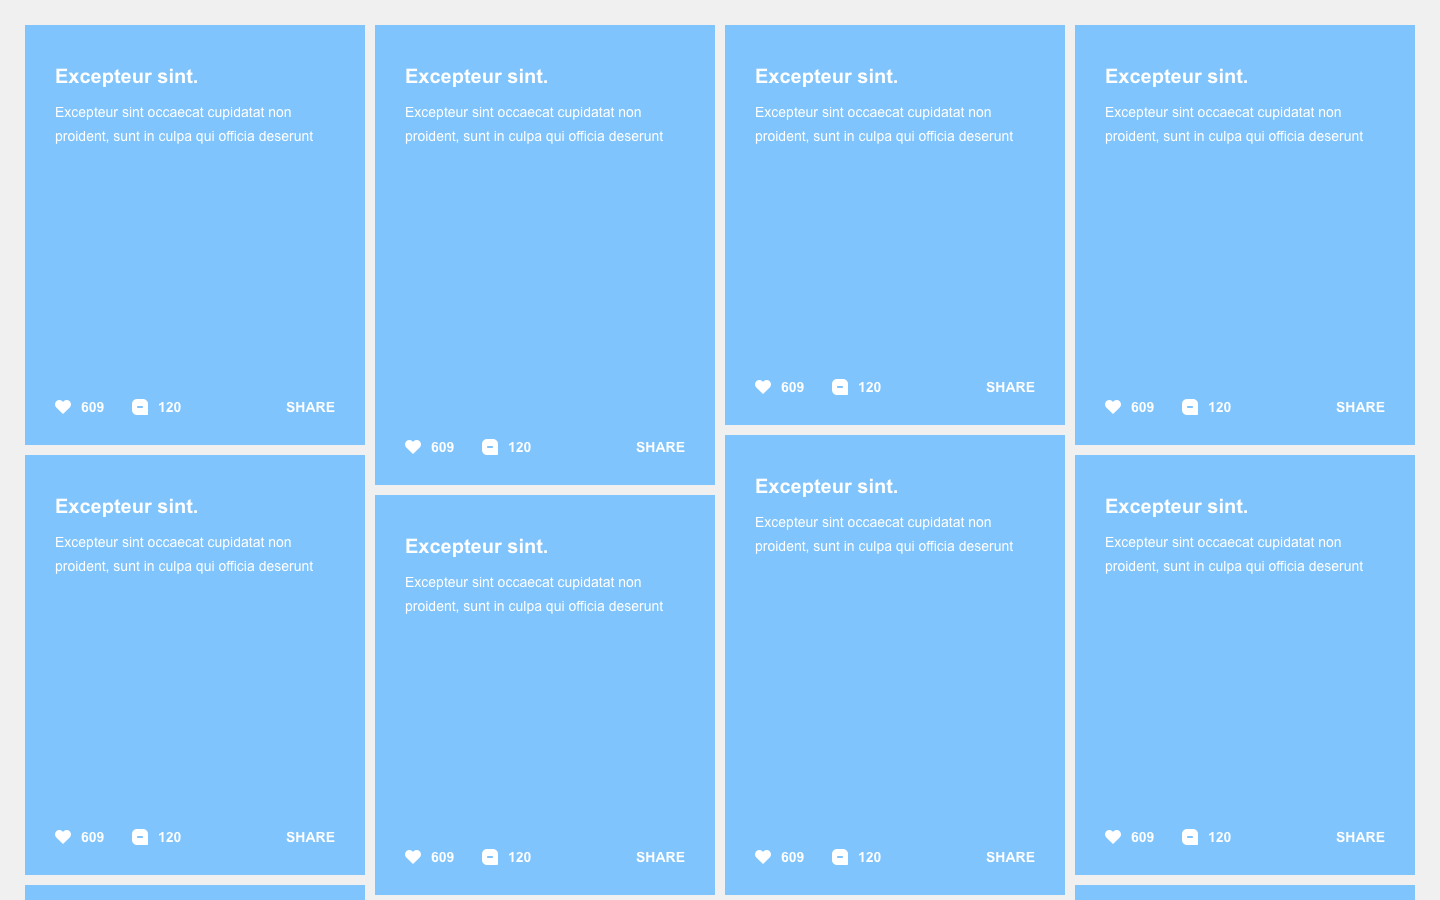 Excepteur sint.
Excepteur sint occaecat cupidatat non
proident, sunt in culpa qui officia deserunt
609 120 SHARE
Excepteur sint.
Excepteur sint occaecat cupidatat non
proident, sunt in culpa qui officia deserunt
609 120 SHARE
Excepteur sint.
Excepteur sint occaecat cupidatat non
proident, sunt in culpa qui officia deserunt
609 120 SHARE
Excepteur sint.
Excepteur sint occaecat cupidatat non
proident, sunt in culpa qui officia deserunt
609 120 SHARE
Excepteur sint.
Excepteur sint occaecat cupidatat non
proident, sunt in culpa qui officia deserunt
609 120 SHARE
Excepteur sint.
Excepteur sint occaecat cupidatat non
proident, sunt in culpa qui officia deserunt
609 120 SHARE
Excepteur sint.
Excepteur sint occaecat cupidatat non
proident, sunt in culpa qui officia deserunt
609 120 SHARE
Excepteur sint.
Excepteur sint occaecat cupidatat non
proident, sunt in culpa qui officia deserunt
609 120 SHARE